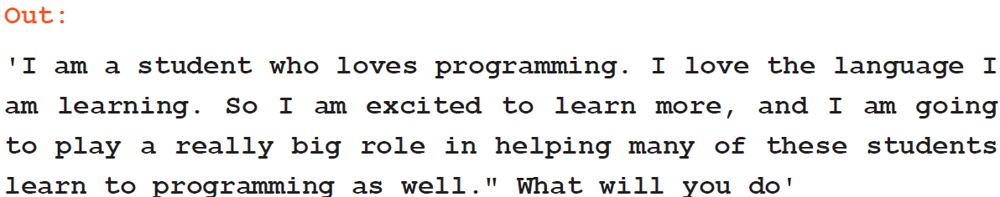 Out:
'I am a student who loves programming. I love the language I
am learning. So I am excited to learn more, and I am going
to play a really big role in helping many of these students
learn to programming as well." What will you do'